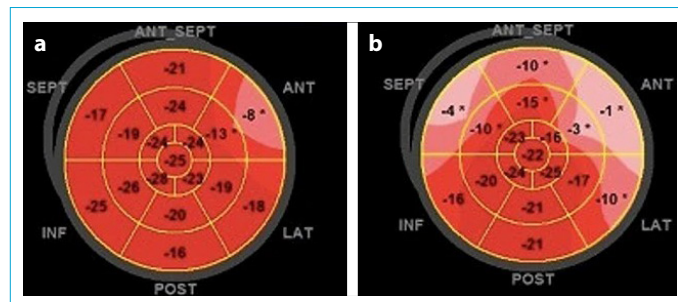 a
ANT_SEPT
SEPT
ANT
-21
-17
-8 *
-24
-19
-13 *
-24
-24
-25
-28
-23
-26
-19
-25
-18
-20
-16
INF
LAT
POST
b
ANT_SEPT
SEPT
ANT
-10 *
-4 *
-1 *
-15 *
-10 *
-3 *
-23
-16
-22
-24
-25
-20
-17
-16
-10 *
-21
-21
INF
LAT
POST